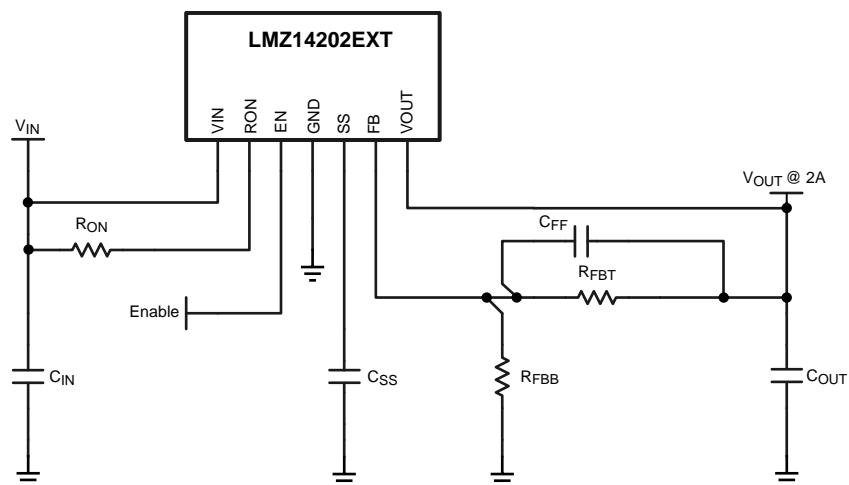 LMZ14202EXT
VIN
RON
EN
GND
SS
FB
VOUT
VIN
VOUT @ 2A
RON
CFF
RFBT
Enable
CIN
CSS
RFBB
COUT